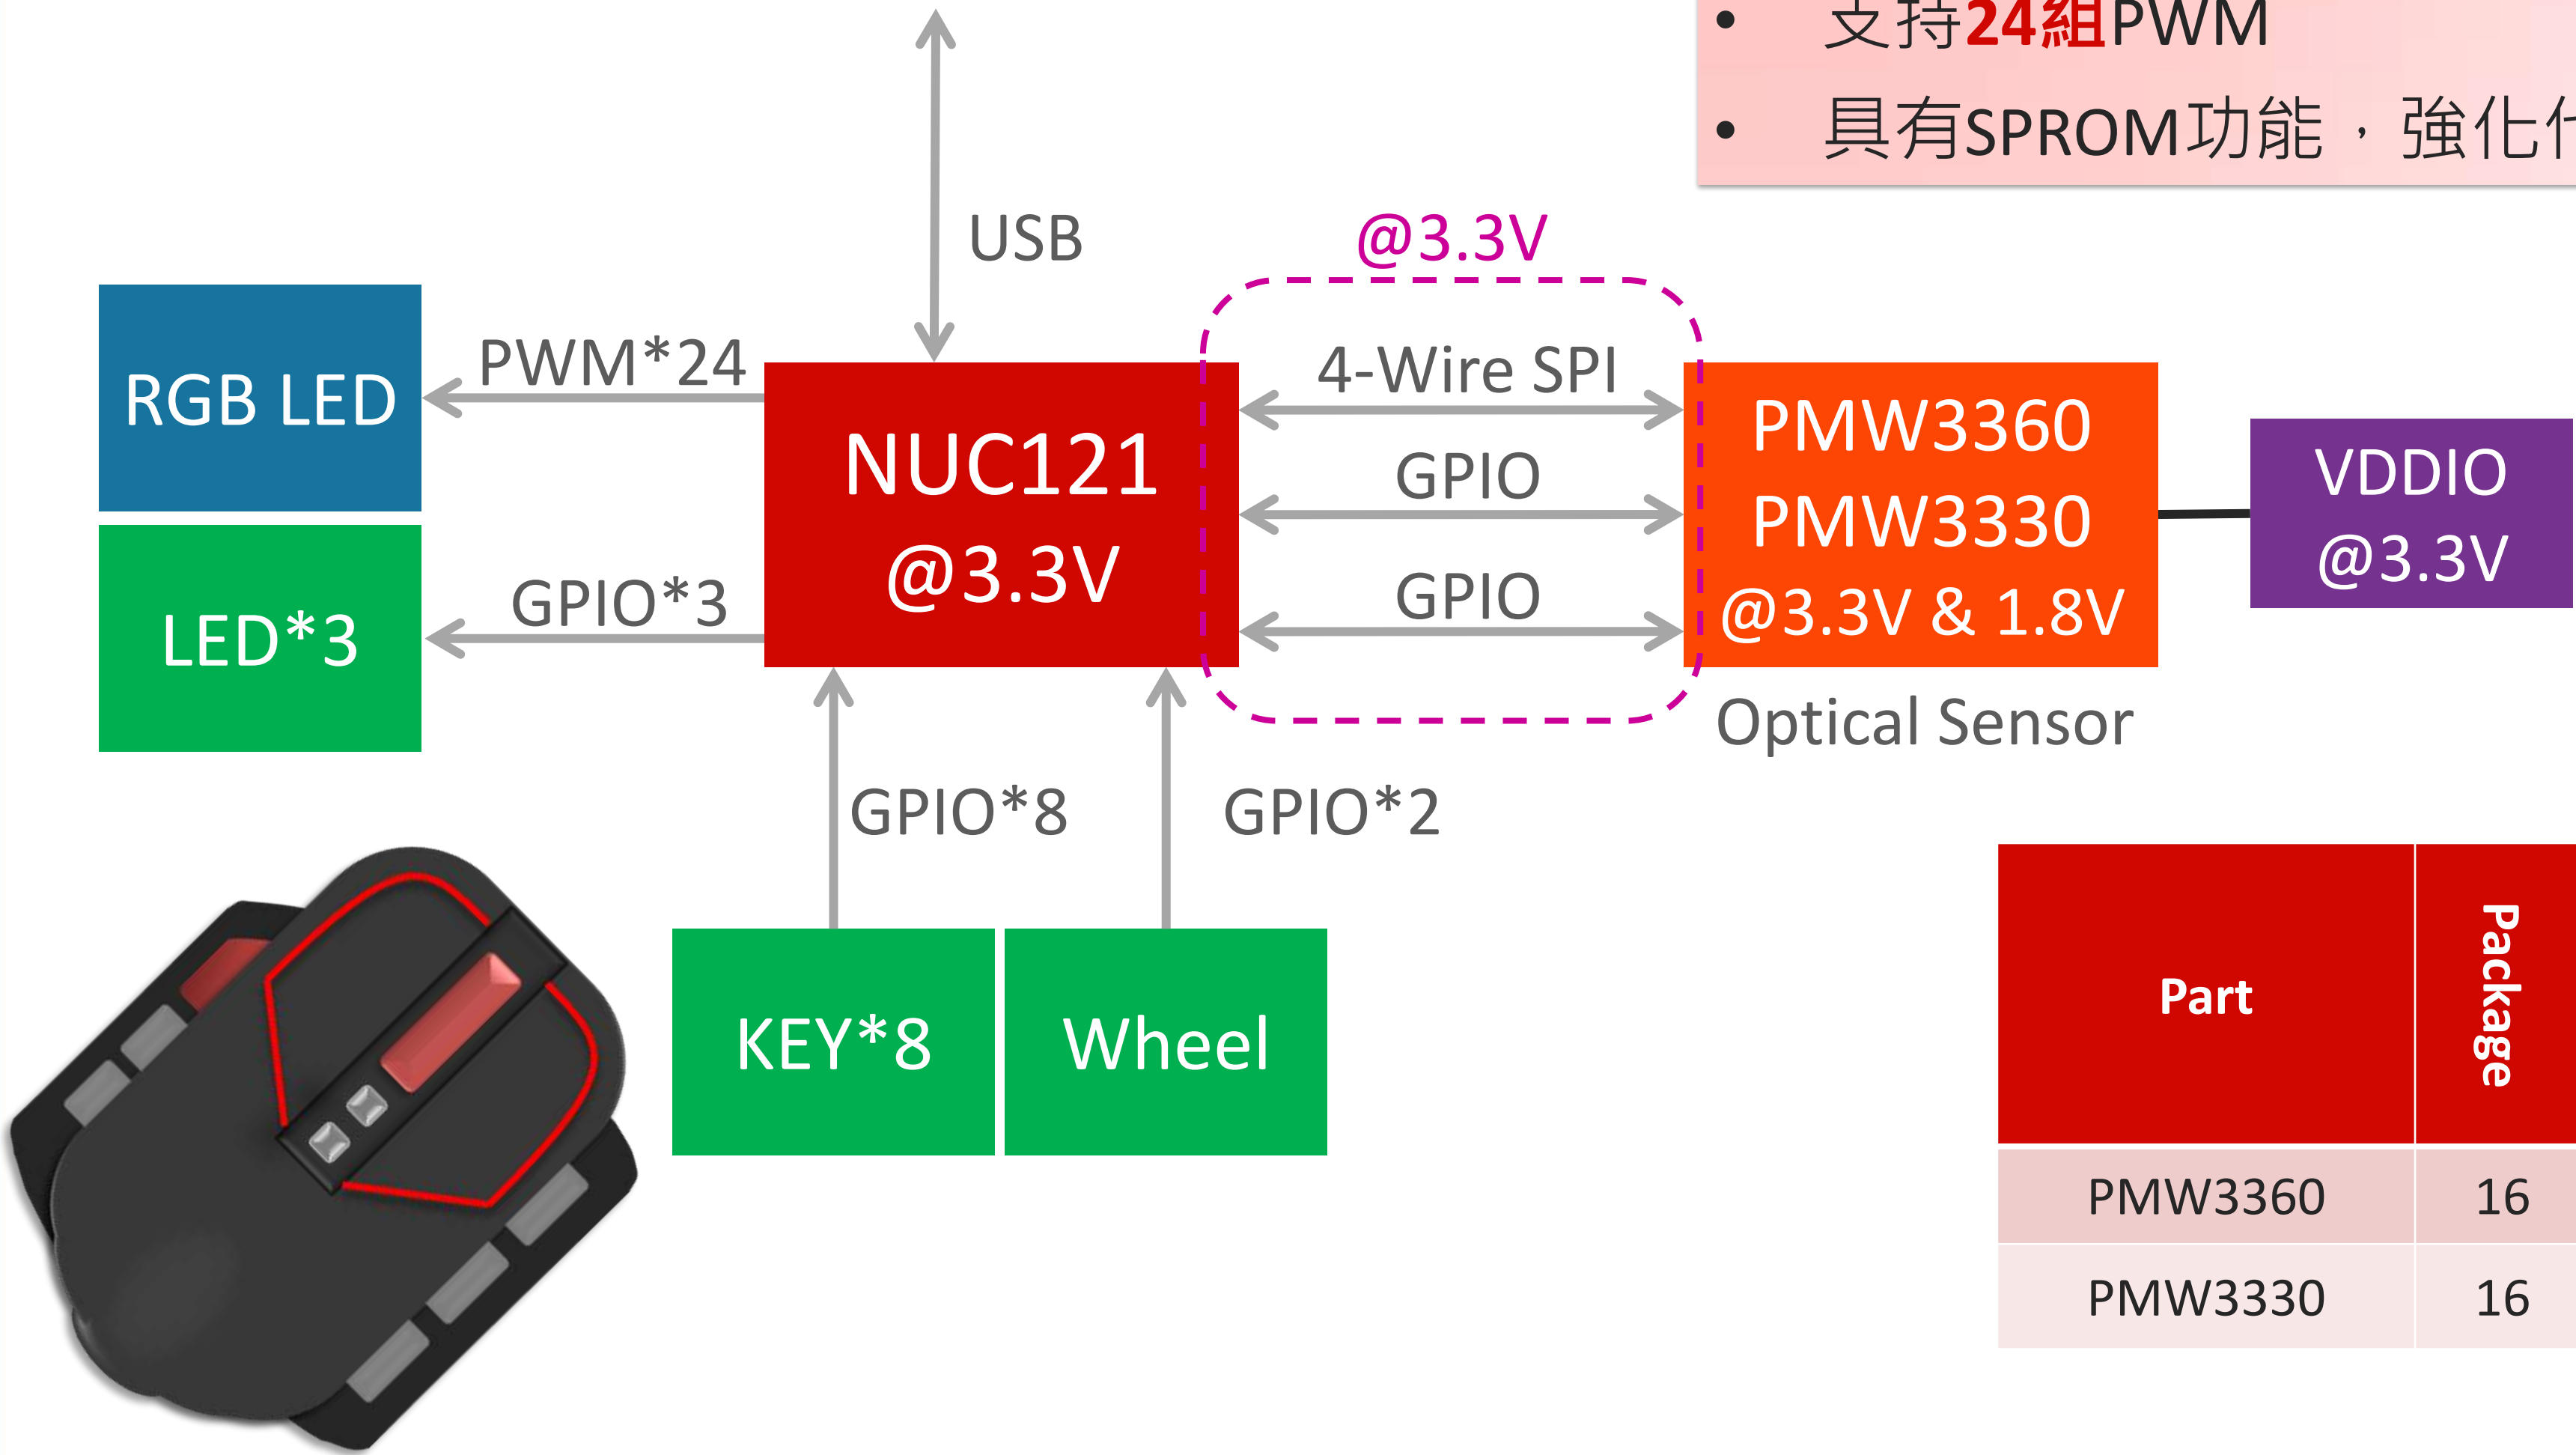 • 支持24組PWM
• 具有SPROM功能，強化
USB
@3.3V
RGB LED
PWM*24
NUC121
@3.3V
4-Wire SPI
GPIO
GPIO
PMW3360
PMW3330
@3.3V & 1.8V
VDDIO
@3.3V
LED*3
GPIO*3
Optical Sensor
GPIO*8
GPIO*2
KEY*8
Wheel
Part
Package
PMW3360
16
PMW3330
16